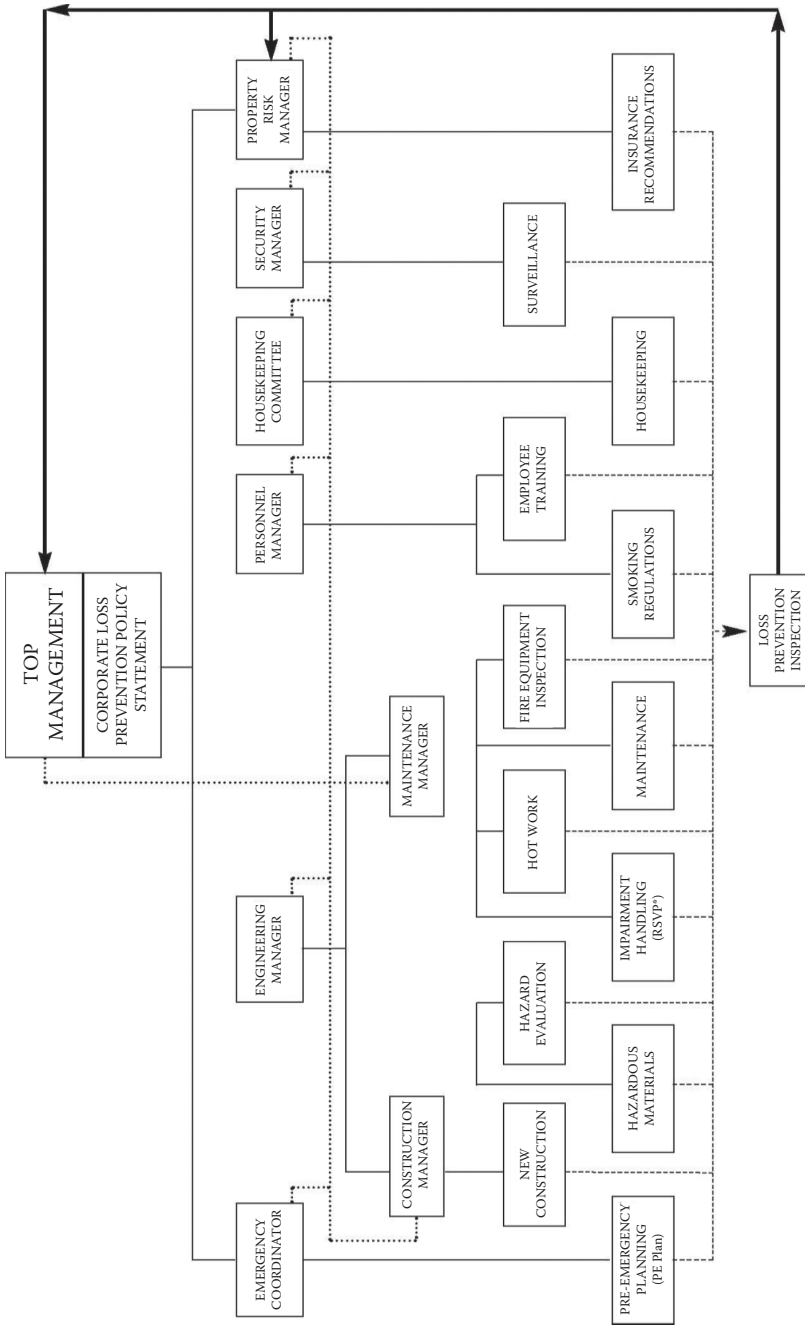 TOP
MANAGEMENT
CORPORATE LOSS
PREVENTION POLICY
STATEMENT
EMERGENCY
COORDINATOR
ENGINEERING
MANAGER
PERSONNEL
MANAGER
HOUSEKEEPING
COMMITTEE
SECURITY
MANAGER
PROPERTY
RISK
MANAGER
CONSTRUCTION
MANAGER
MAINTENANCE
MANAGER
NEW
CONSTRUCTION
HAZARD
EVALUATION
HOT WORK
FIRE EQUIPMENT
INSPECTION
EMPLOYEE
TRAINING
SURVEILLANCE
PRE-EMERGENCY
PLANNING
(PE Plan)
HAZARDOUS
MATERIALS
IMPAIRMENT
HANDLING
(RSVP*)
MAINTENANCE
SMOKING
REGULATIONS
HOUSEKEEPING
INSURANCE
RECOMMENDATIONS
LOSS
PREVENTION
INSPECTION